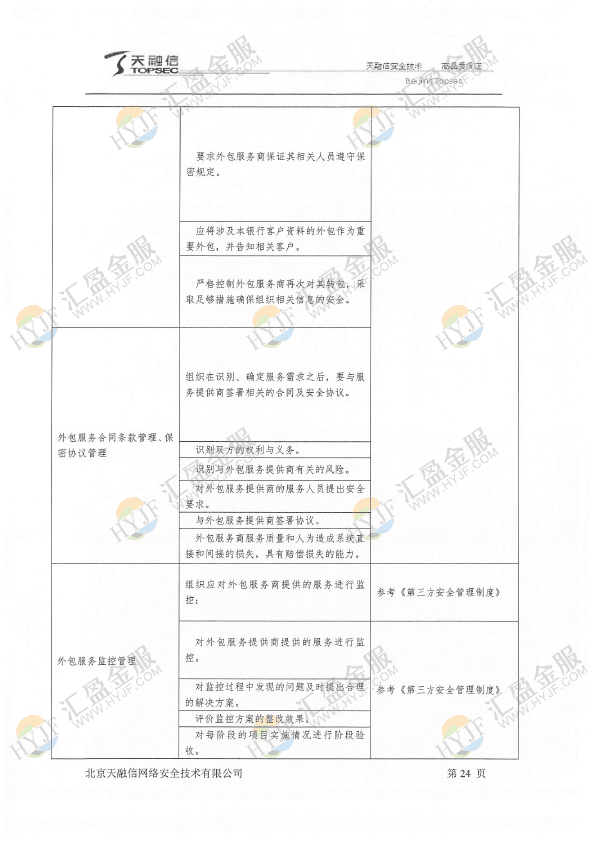 天融信
TOPSEC
天融信安全技术 高品质保证
Beijing Topsec
要求外包服务商保证其相关人员遵守保
密规定。
应将涉及本银行客户资料的外包作为重
要外包，并告知相关客户。
严格控制外包服务商再次对其转包，采
取足够措施确保组织相关信息的安全。
外包服务合同条款管理、保
密协议管理
组织在识别、确定服务需求之后，要与服
务提供商签署相关的合同及安全协议。
识别双方的权利与义务。
识别与外包服务提供商有关的风险。
对外包服务提供商的服务人员提出安全
要求。
与外包服务提供商签署协议。
外包服务商服务质量和人为造成系统直
接和间接的损失，具有赔偿损失的能力。
外包服务监控管理
组织应对外包服务商提供的服务进行监
控；
参考《第三方安全管理制度》
对外包服务提供商提供的服务进行监
控。
对监控过程中发现的问题及时提出合理
的解决方案。
评价监控方案的整改效果。
对每阶段的项目实施情况进行阶段验
收。
参考《第三方安全管理制度》
北京天融信网络安全技术有限公司 第 24 页
HYJF 汇盈金服
WWW.HYJF.COM